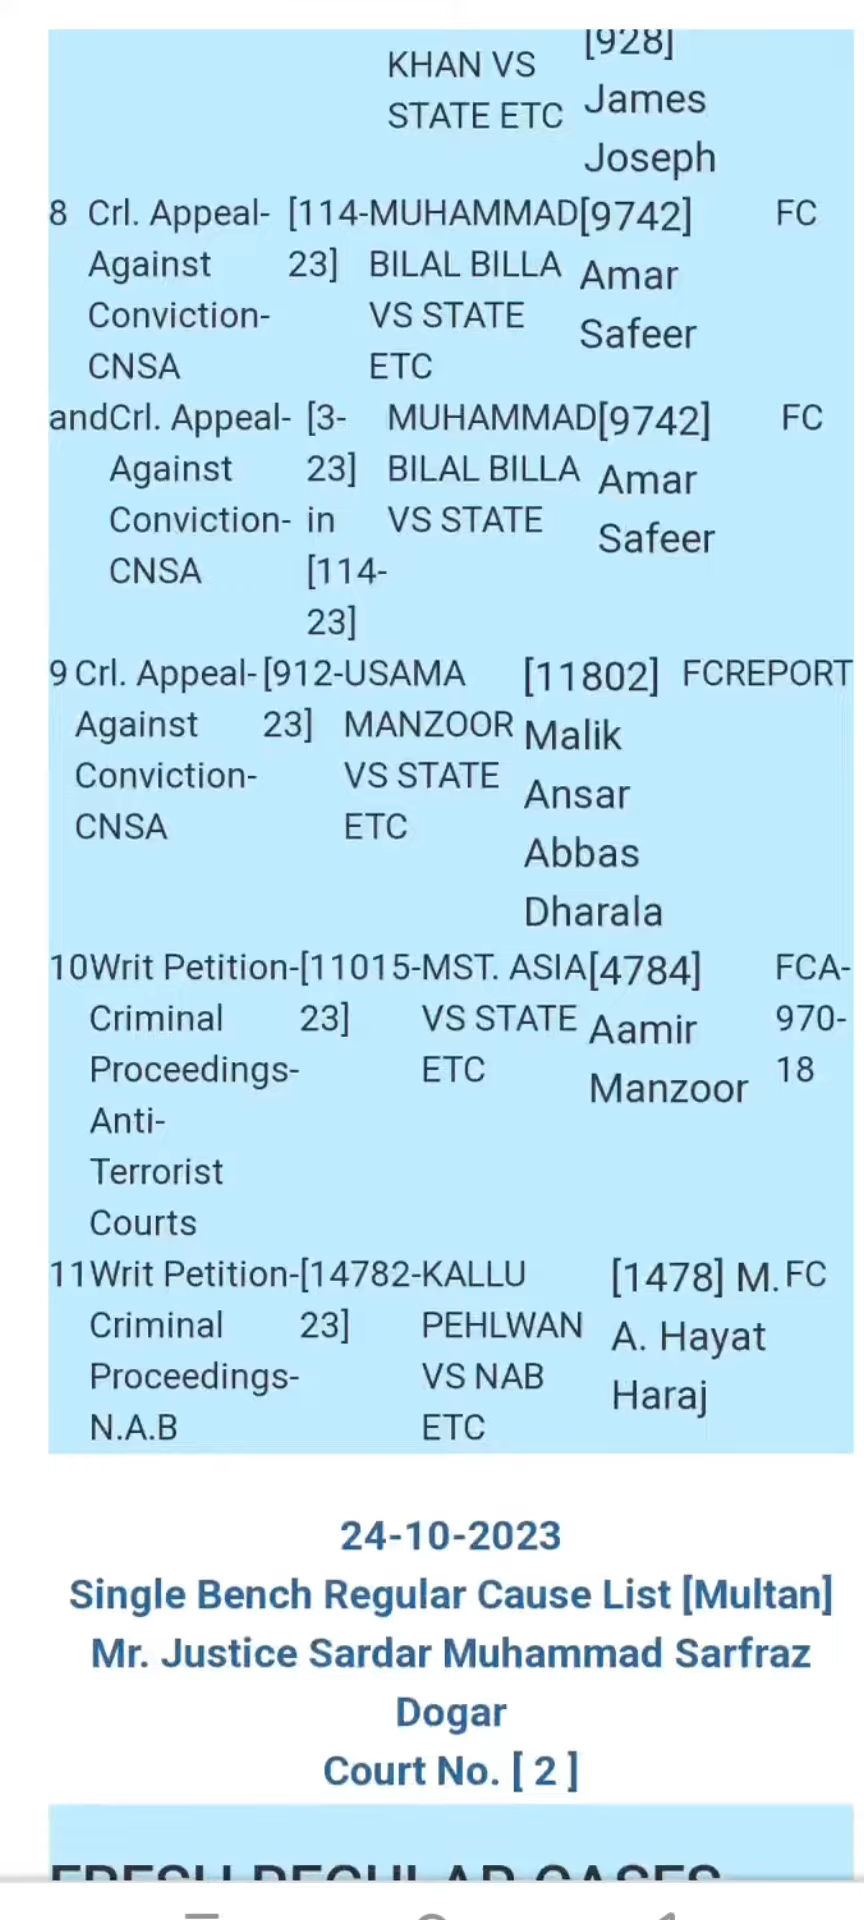 [928]
KHAN VS
STATE ETC
James
Joseph
8 Crl. Appeal- [114-MUHAMMAD[9742] FC
Against 23] BILAL BILLA Amar
Conviction- VS STATE Safeer
CNSA ETC
andCrl. Appeal- [3- MUHAMMAD[9742] FC
Against 23] BILAL BILLA Amar
Conviction- in VS STATE Safeer
CNSA [114-
23]
9 Crl. Appeal-[912-USAMA [11802] FCREPORT
Against 23] MANZOOR Malik
Conviction- VS STATE Ansar
CNSA ETC Abbas
Dharala
10Writ Petition-[11015-MST. ASIA[4784] FCA-
Criminal 23] VS STATE Aamir 970-
Proceedings- ETC Manzoor 18
Anti-
Terrorist
Courts
11Writ Petition-[14782-KALLU [1478] M.FC
Criminal 23] PEHLWAN A. Hayat
Proceedings- VS NAB Haraj
N.A.B ETC
24-10-2023
Single Bench Regular Cause List [Multan]
Mr. Justice Sardar Muhammad Sarfraz
Dogar
Court No. [ 2 ]
FRESH REGULAR CASES